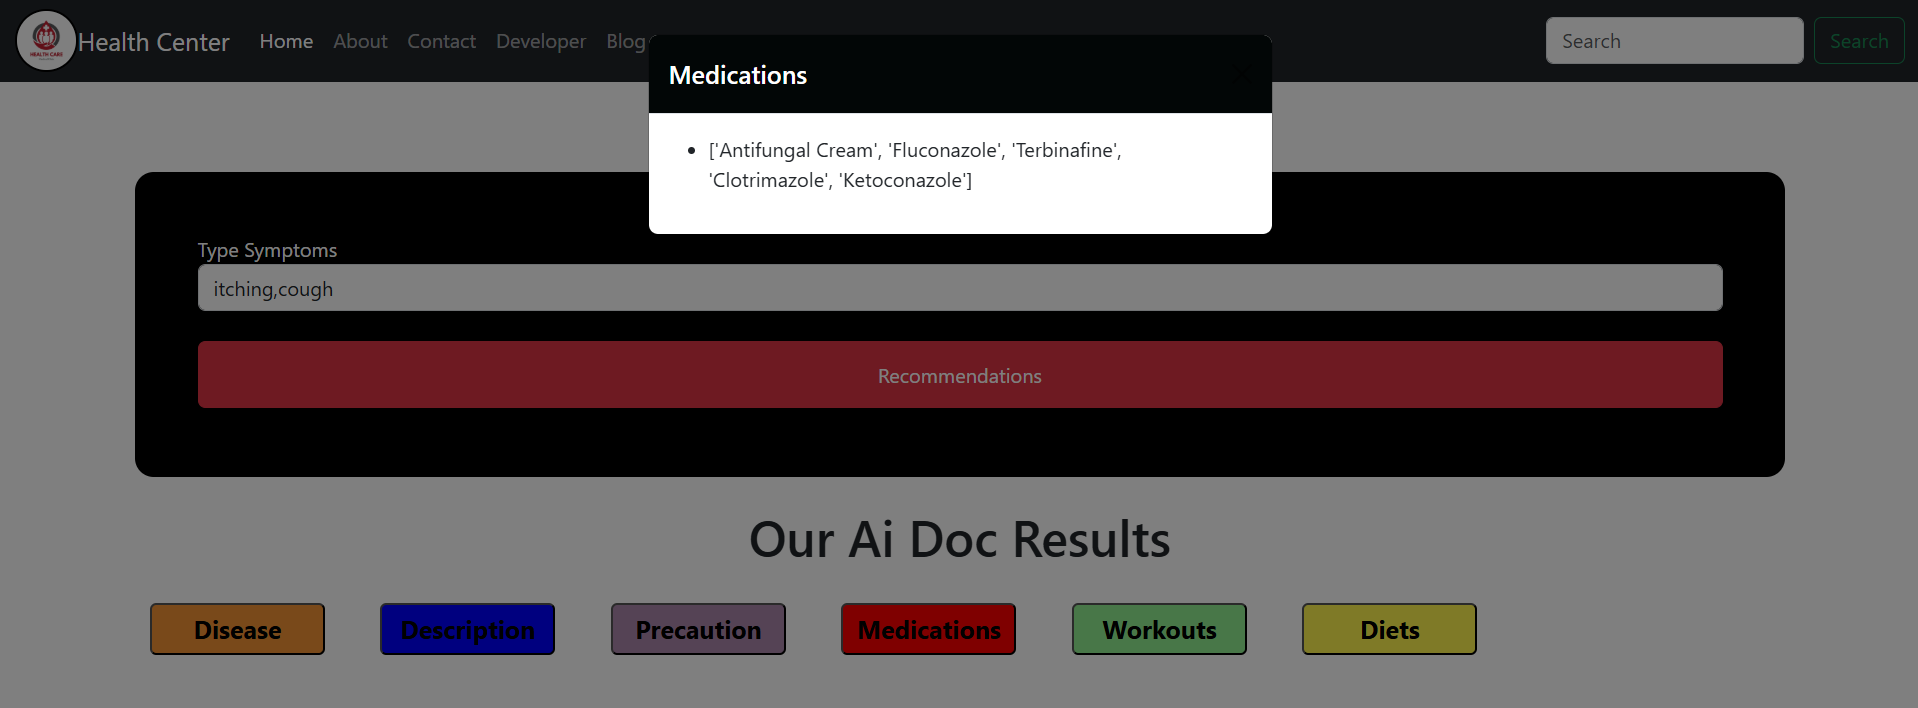 HEALTH CARE
Health Center Home About Contact Developer Blog Search Search
Medications
['Antifungal Cream', 'Fluconazole', 'Terbinafine',
'Clotrimazole', 'Ketoconazole']
Type Symptoms
itching,cough
Recommendations
Our Ai Doc Results
Disease Description Precaution Medications Workouts Diets